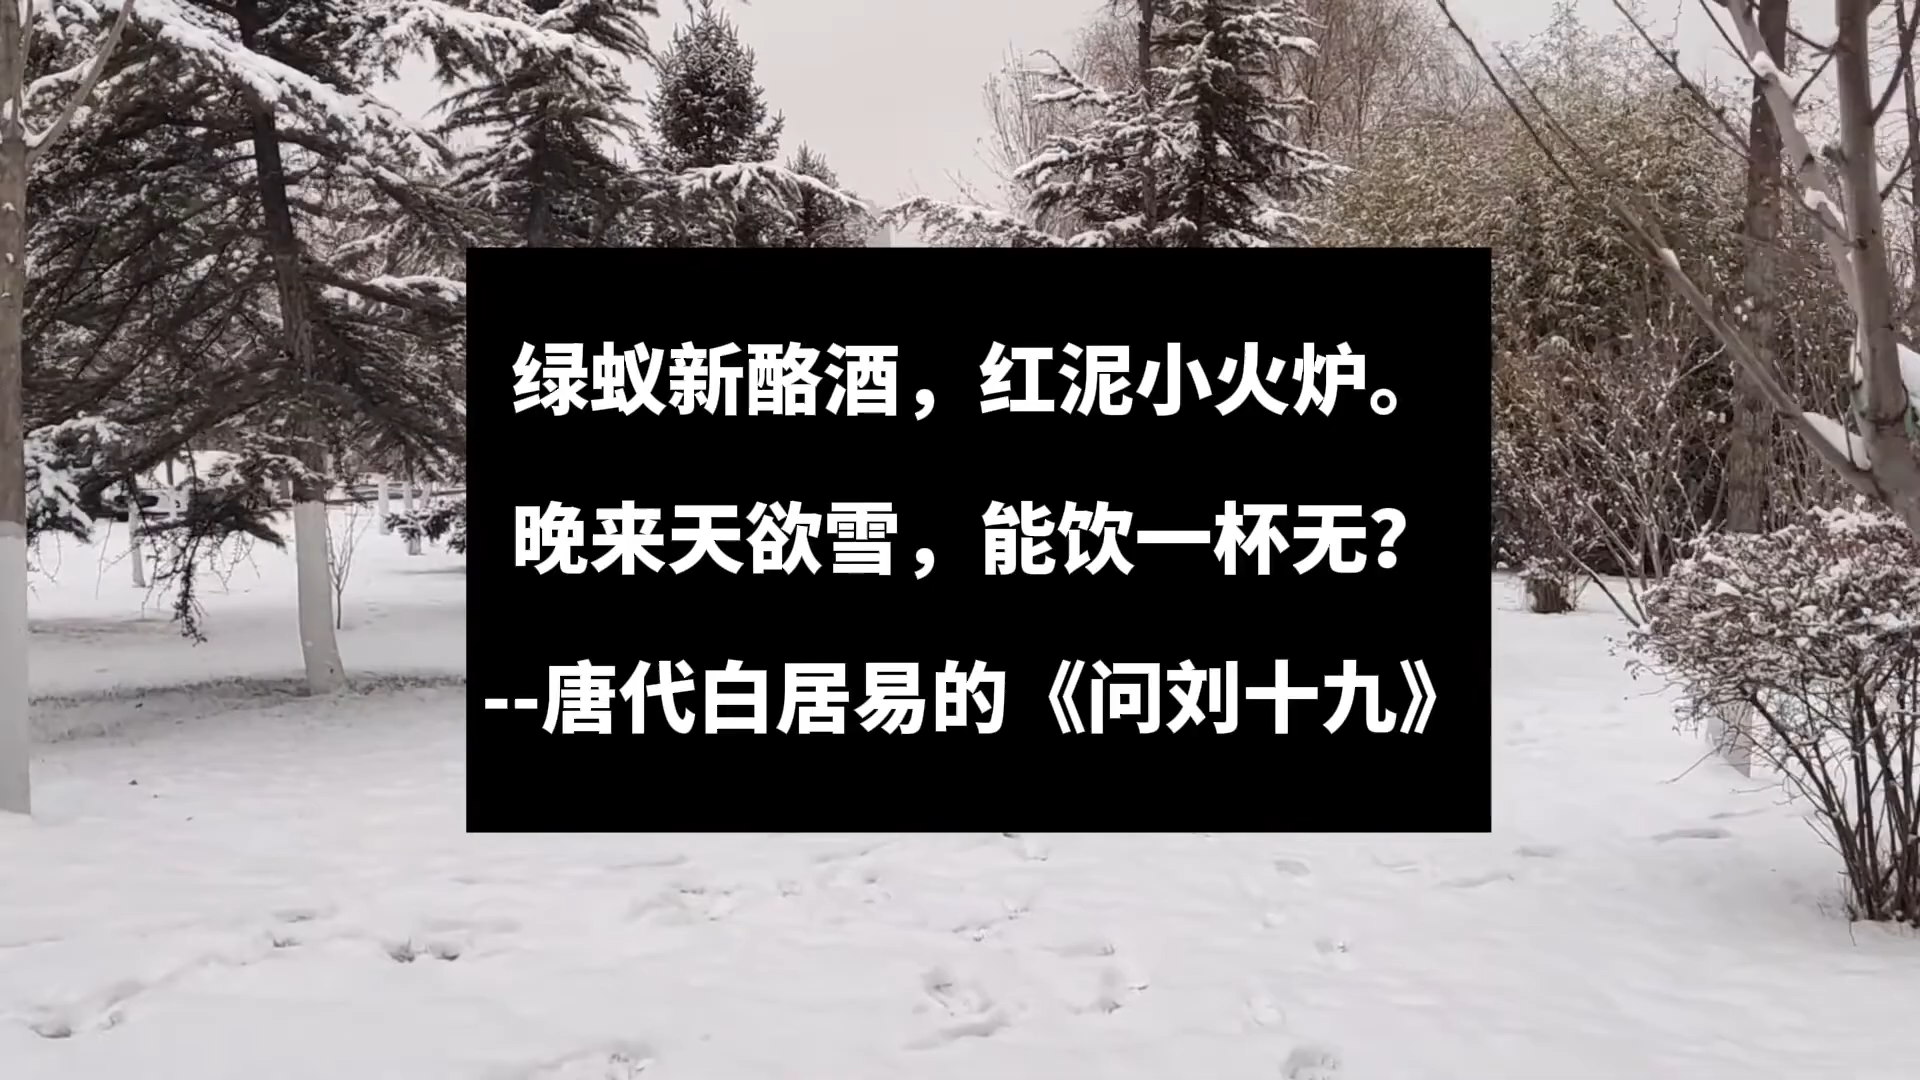 绿蚁新酪酒，红泥小火炉。
晚来天欲雪，能饮一杯无？
--唐代白居易的《问刘十九》